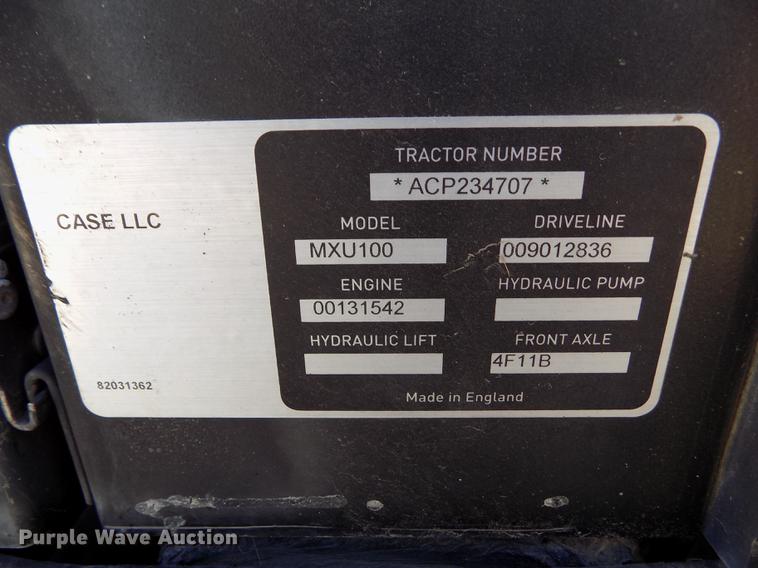 TRACTOR NUMBER
* ACP234707 *
CASE LLC
MODEL DRIVELINE
MXU100 009012836
ENGINE HYDRAULIC PUMP
00131542
HYDRAULIC LIFT FRONT AXLE
4F11B
82031362
Made in England
Purple Wave Auction